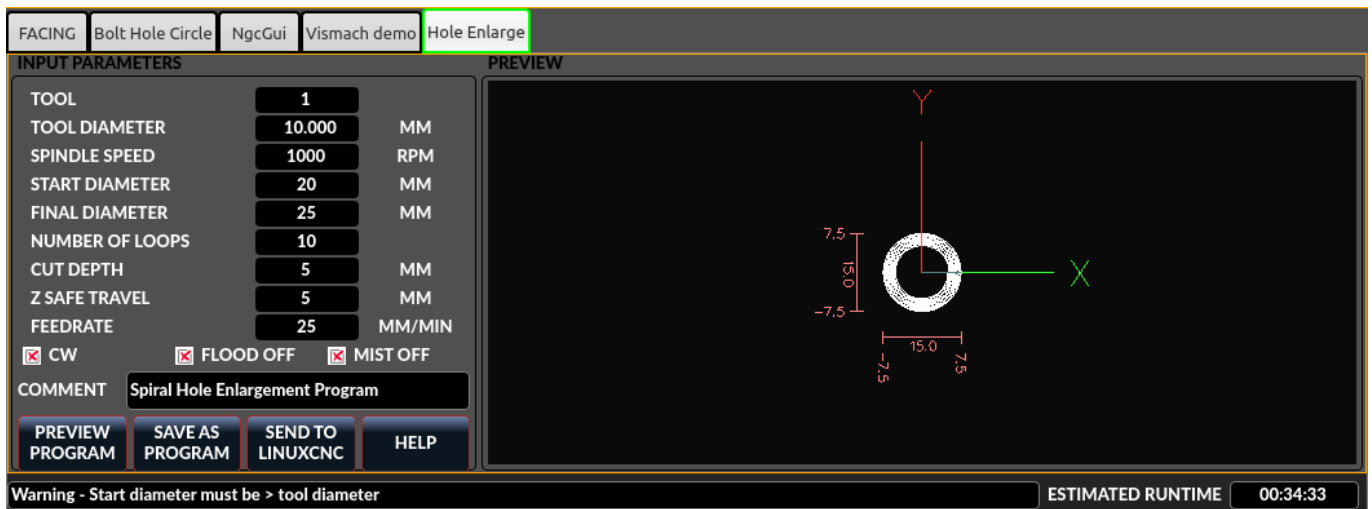 FACING Bolt Hole Circle NgcGui Vismach demo Hole Enlarge
INPUT PARAMETERS
TOOL 1
TOOL DIAMETER 10.000 MM
SPINDLE SPEED 1000 RPM
START DIAMETER 20 MM
FINAL DIAMETER 25 MM
NUMBER OF LOOPS 10
CUT DEPTH 5 MM
Z SAFE TRAVEL 5 MM
FEEDRATE 25 MM/MIN
CW FLOOD OFF MIST OFF
COMMENT Spiral Hole Enlargement Program
PREVIEW PROGRAM
SAVE AS PROGRAM
SEND TO LINUXCNC
HELP
PREVIEW
Y
7.5
15.0
-7.5
X
15.0
-7.5
7.5
Warning - Start diameter must be > tool diameter
ESTIMATED RUNTIME 00:34:33